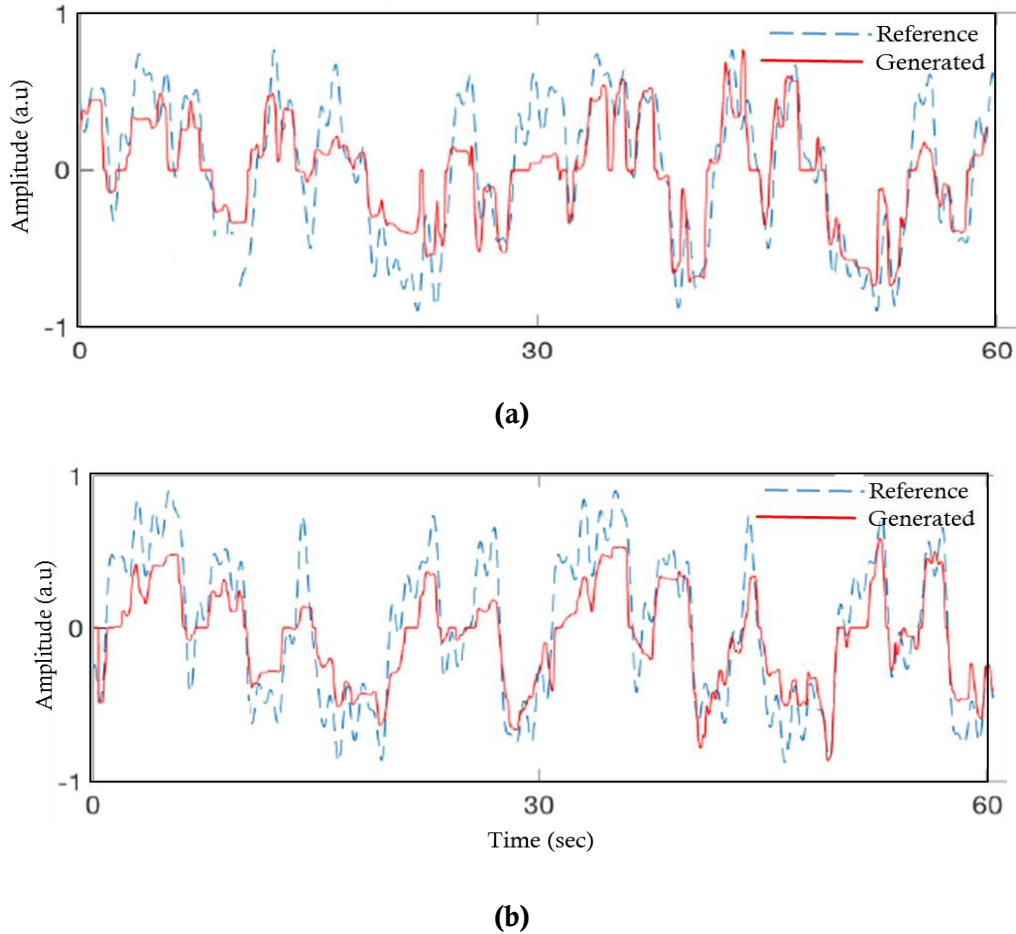 1
Reference
Generated
Amplitude (a.u)
0
-1
0
30
60
(a)
1
Reference
Generated
Amplitude (a.u)
0
-1
0
30
60
Time (sec)
(b)